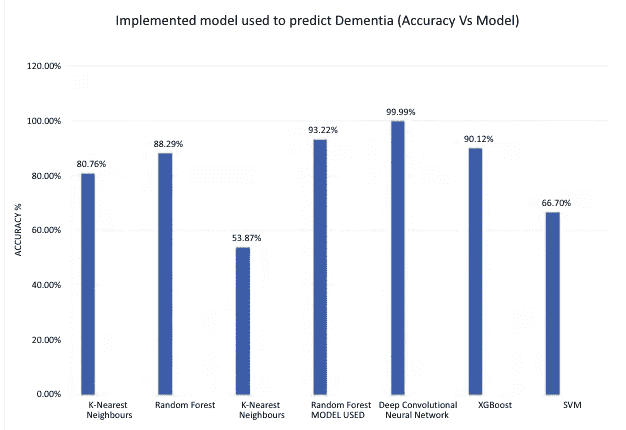 Implemented model used to predict Dementia (Accuracy Vs Model)
120.00%
100.00%
80.00%
60.00%
40.00%
20.00%
0.00%
ACCURACY %
80.76%
88.29%
53.87%
93.22%
99.99%
90.12%
66.70%
K-Nearest
Neighbours
Random Forest
K-Nearest
Neighbours
Random Forest
MODEL USED
Deep Convolutional
Neural Network
XGBoost
SVM